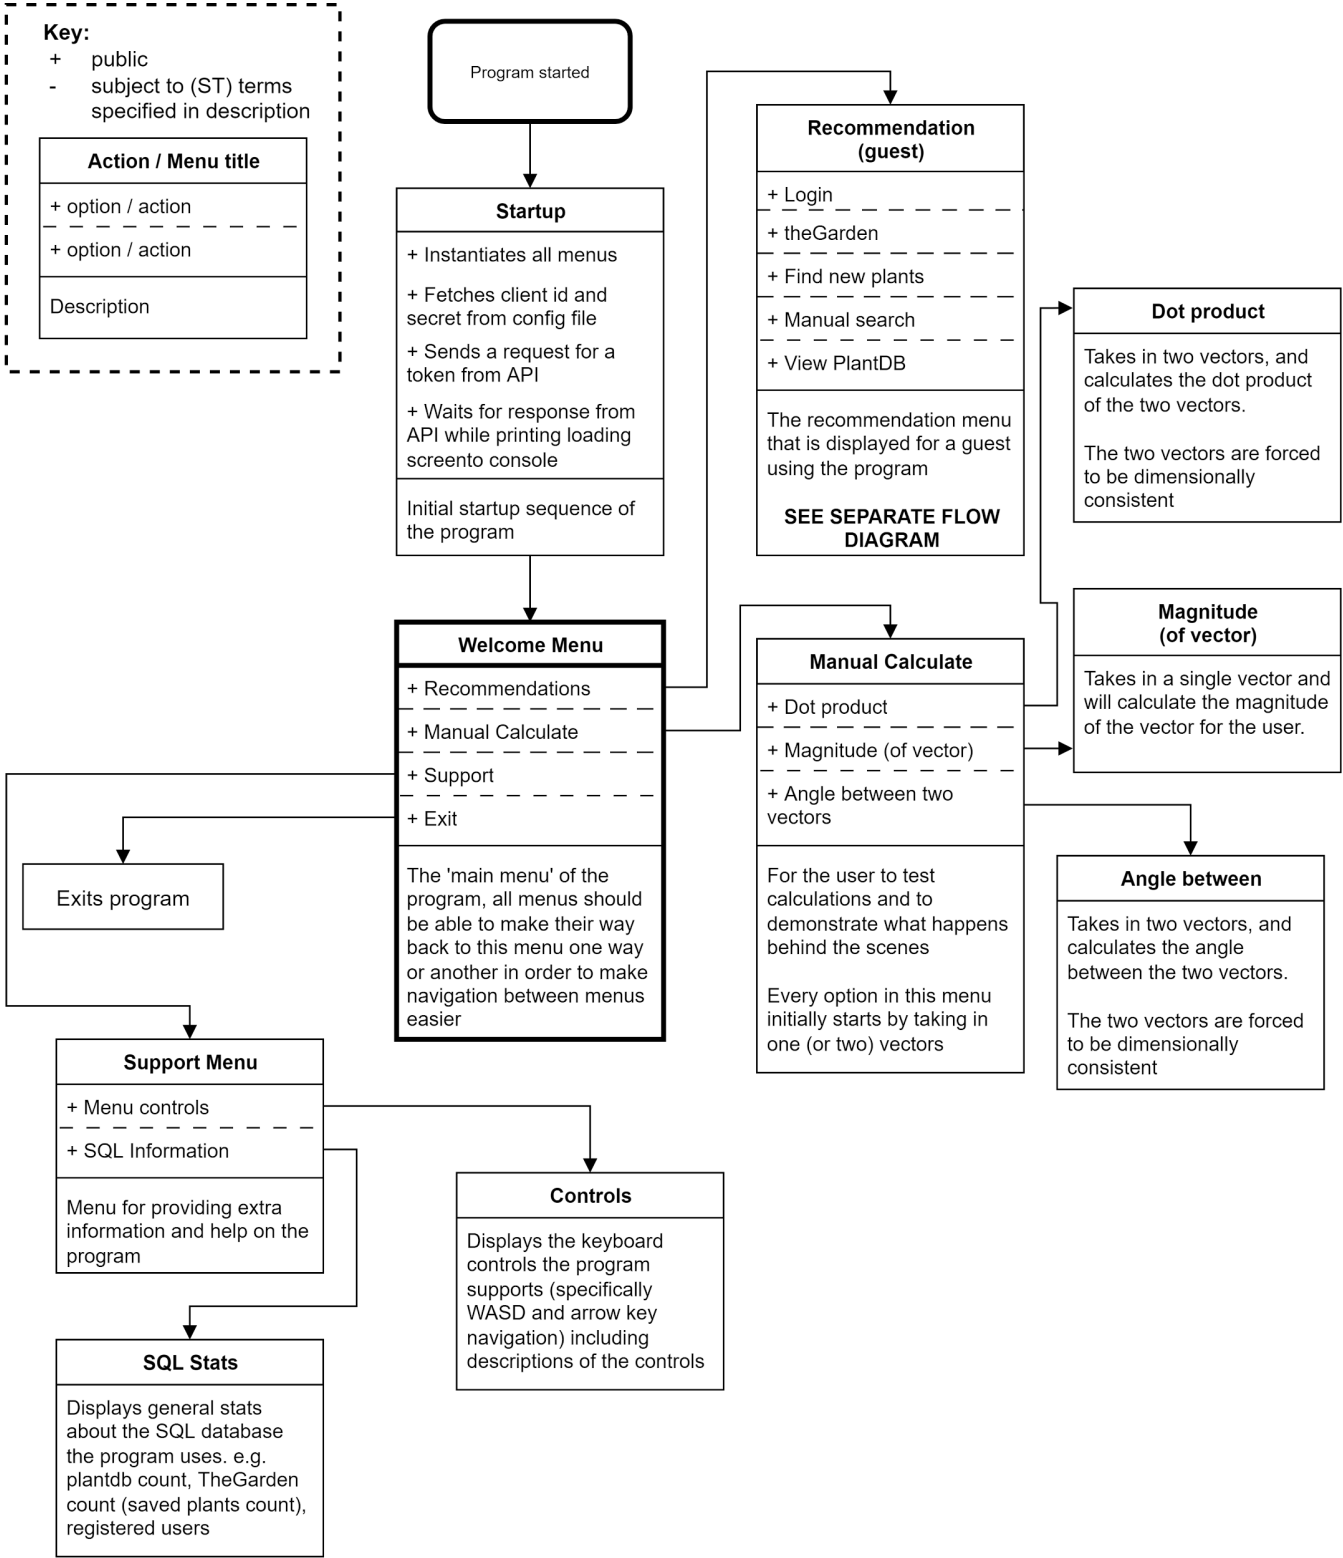 Key:
+ public
- subject to (ST) terms
specified in description
Action / Menu title
+ option / action
+ option / action
Description
Program started
Startup
+ Instantiates all menus
+ Fetches client id and
secret from config file
+ Sends a request for a
token from API
+ Waits for response from
API while printing loading
screento console
Initial startup sequence of
the program
Recommendation
(guest)
+ Login
+ theGarden
+ Find new plants
+ Manual search
+ View PlantDB
The recommendation menu
that is displayed for a guest
using the program
SEE SEPARATE FLOW
DIAGRAM
Dot product
Takes in two vectors, and
calculates the dot product
of the two vectors.
The two vectors are forced
to be dimensionally
consistent
Welcome Menu
+ Recommendations
+ Manual Calculate
+ Support
+ Exit
The 'main menu' of the
program, all menus should
be able to make their way
back to this menu one way
or another in order to make
navigation between menus
easier
Manual Calculate
+ Dot product
+ Magnitude (of vector)
+ Angle between two
vectors
For the user to test
calculations and to
demonstrate what happens
behind the scenes
Every option in this menu
initially starts by taking in
one (or two) vectors
Magnitude
(of vector)
Takes in a single vector and
will calculate the magnitude
of the vector for the user.
Angle between
Takes in two vectors, and
calculates the angle
between the two vectors.
The two vectors are forced
to be dimensionally
consistent
Exits program
Support Menu
+ Menu controls
+ SQL Information
Menu for providing extra
information and help on the
program
Controls
Displays the keyboard
controls the program
supports (specifically
WASD and arrow key
navigation) including
descriptions of the controls
SQL Stats
Displays general stats
about the SQL database
the program uses. e.g.
plantdb count, TheGarden
count (saved plants count),
registered users